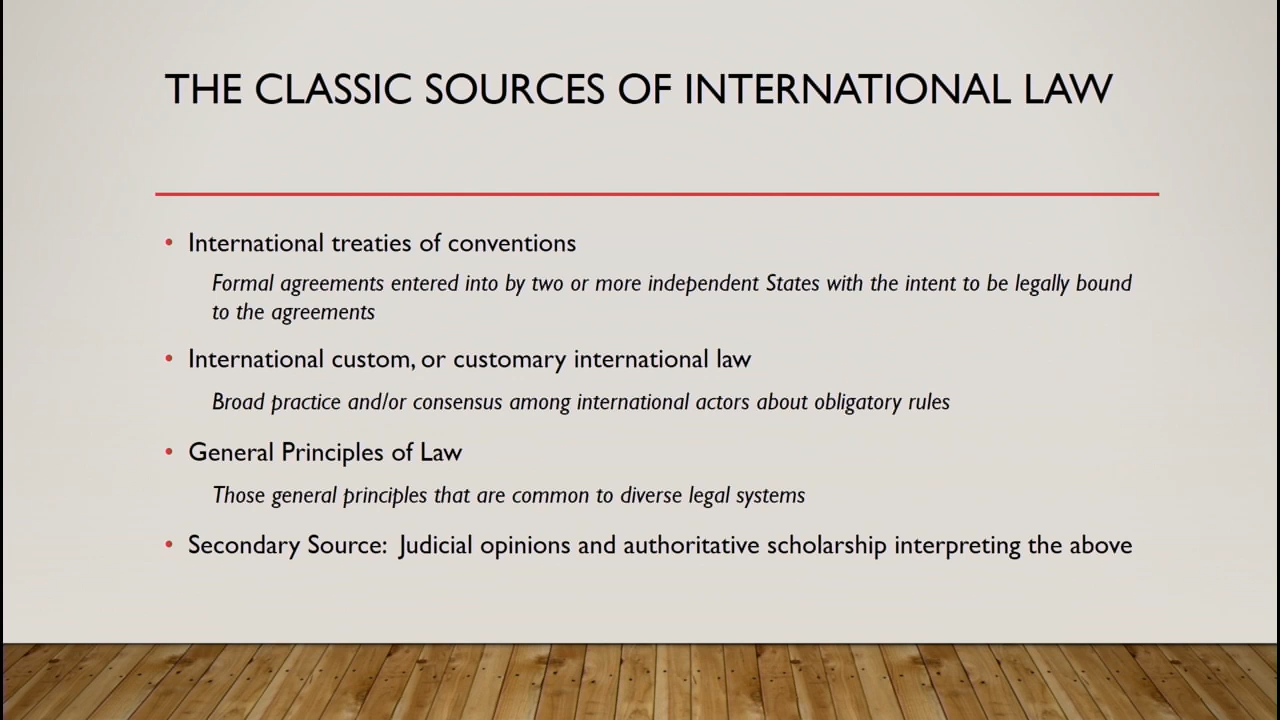 THE CLASSIC SOURCES OF INTERNATIONAL LAW
• International treaties of conventions
Formal agreements entered into by two or more independent States with the intent to be legally bound
to the agreements
• International custom, or customary international law
Broad practice and/or consensus among international actors about obligatory rules
• General Principles of Law
Those general principles that are common to diverse legal systems
• Secondary Source:  Judicial opinions and authoritative scholarship interpreting the above